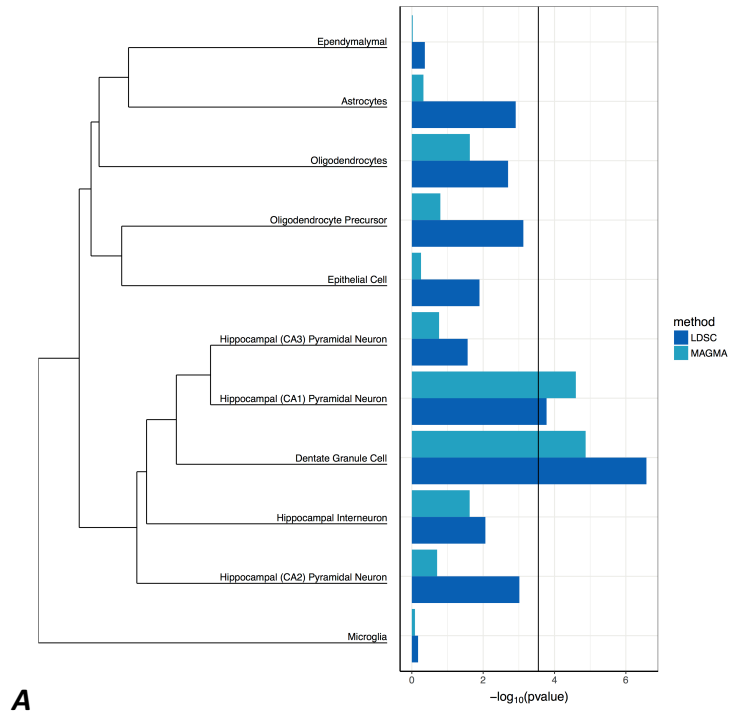 Ependymalymal
Astrocytes
Oligodendrocytes
Oligodendrocyte Precursor
Epithelial Cell
Hippocampal (CA3) Pyramidal Neuron
Hippocampal (CA1) Pyramidal Neuron
Dentate Granule Cell
Hippocampal Interneuron
Hippocampal (CA2) Pyramidal Neuron
Microglia
method
LDSC
MAGMA
0 2 4 6
−log10(pvalue)
A